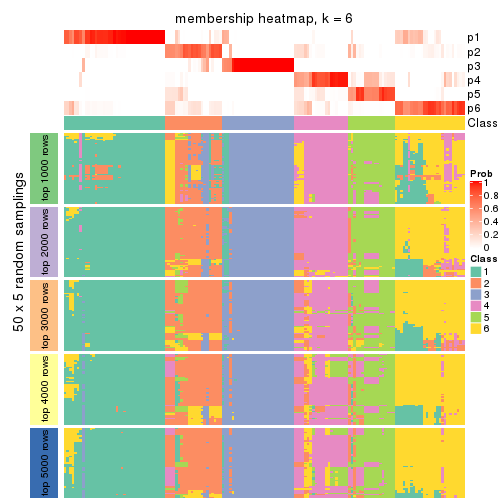 membership heatmap, k = 6
p1
p2
p3
p4
p5
p6
Class
50 x 5 random samplings
top 1000 rows
top 2000 rows
top 3000 rows
top 4000 rows
top 5000 rows
Prob
1
0.8
0.6
0.4
0.2
0
Class
1
2
3
4
5
6